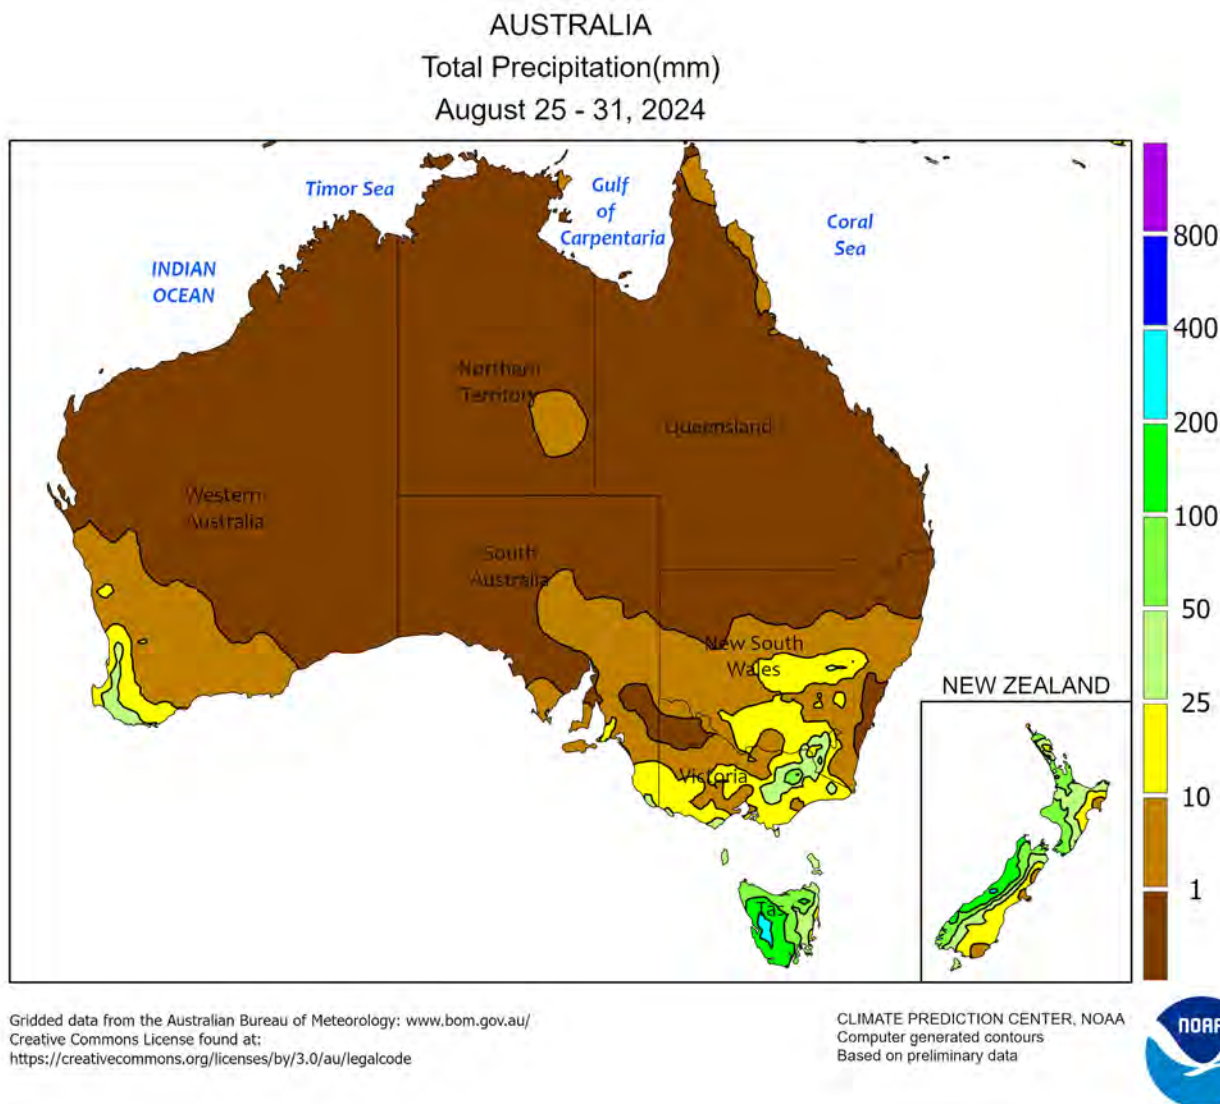 AUSTRALIA
Total Precipitation(mm)
August 25 - 31, 2024
Timor Sea
Gulf
of
Carpentaria
Coral
Sea
INDIAN
OCEAN
Northern
Territory
Queensland
Western
Australia
South
Australia
New South
Wales
Victoria
Tas
NEW ZEALAND
800
400
200
100
50
25
10
1
Gridded data from the Australian Bureau of Meteorology: www.bom.gov.au/
Creative Commons License found at:
https://creativecommons.org/licenses/by/3.0/au/legalcode
CLIMATE PREDICTION CENTER, NOAA
Computer generated contours
Based on preliminary data
NOAA